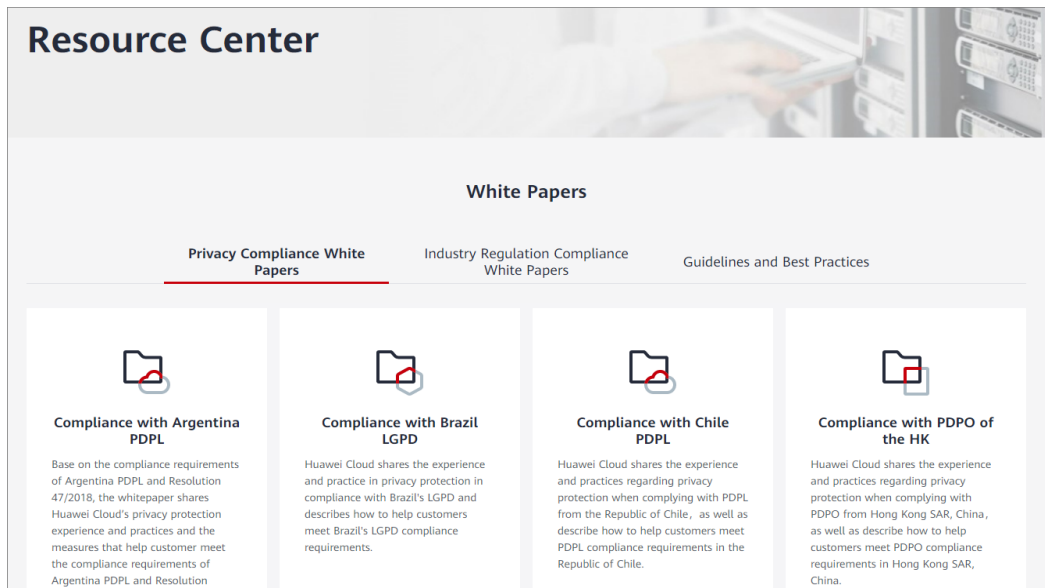 Resource Center
White Papers
Privacy Compliance White
Papers
Industry Regulation Compliance
White Papers
Guidelines and Best Practices
Compliance with Argentina
PDPL
Base on the compliance requirements
of Argentina PDPL and Resolution
47/2018, the whitepaper shares
Huawei Cloud's privacy protection
experience and practices and the
measures that help customer meet
the compliance requirements of
Argentina PDPL and Resolution
Compliance with Brazil
LGPD
Huawei Cloud shares the experience
and practice in privacy protection in
compliance with Brazil's LGPD and
describes how to help customers
meet Brazil's LGPD compliance
requirements.
Compliance with Chile
PDPL
Huawei Cloud shares the experience
and practices regarding privacy
protection when complying with PDPL
from the Republic of Chile，as well as
describe how to help customers meet
PDPL compliance requirements in the
Republic of Chile.
Compliance with PDPO of
the HK
Huawei Cloud shares the experience
and practices regarding privacy
protection when complying with
PDPO from Hong Kong SAR, China，
as well as describe how to help
customers meet PDPO compliance
requirements in Hong Kong SAR,
China.